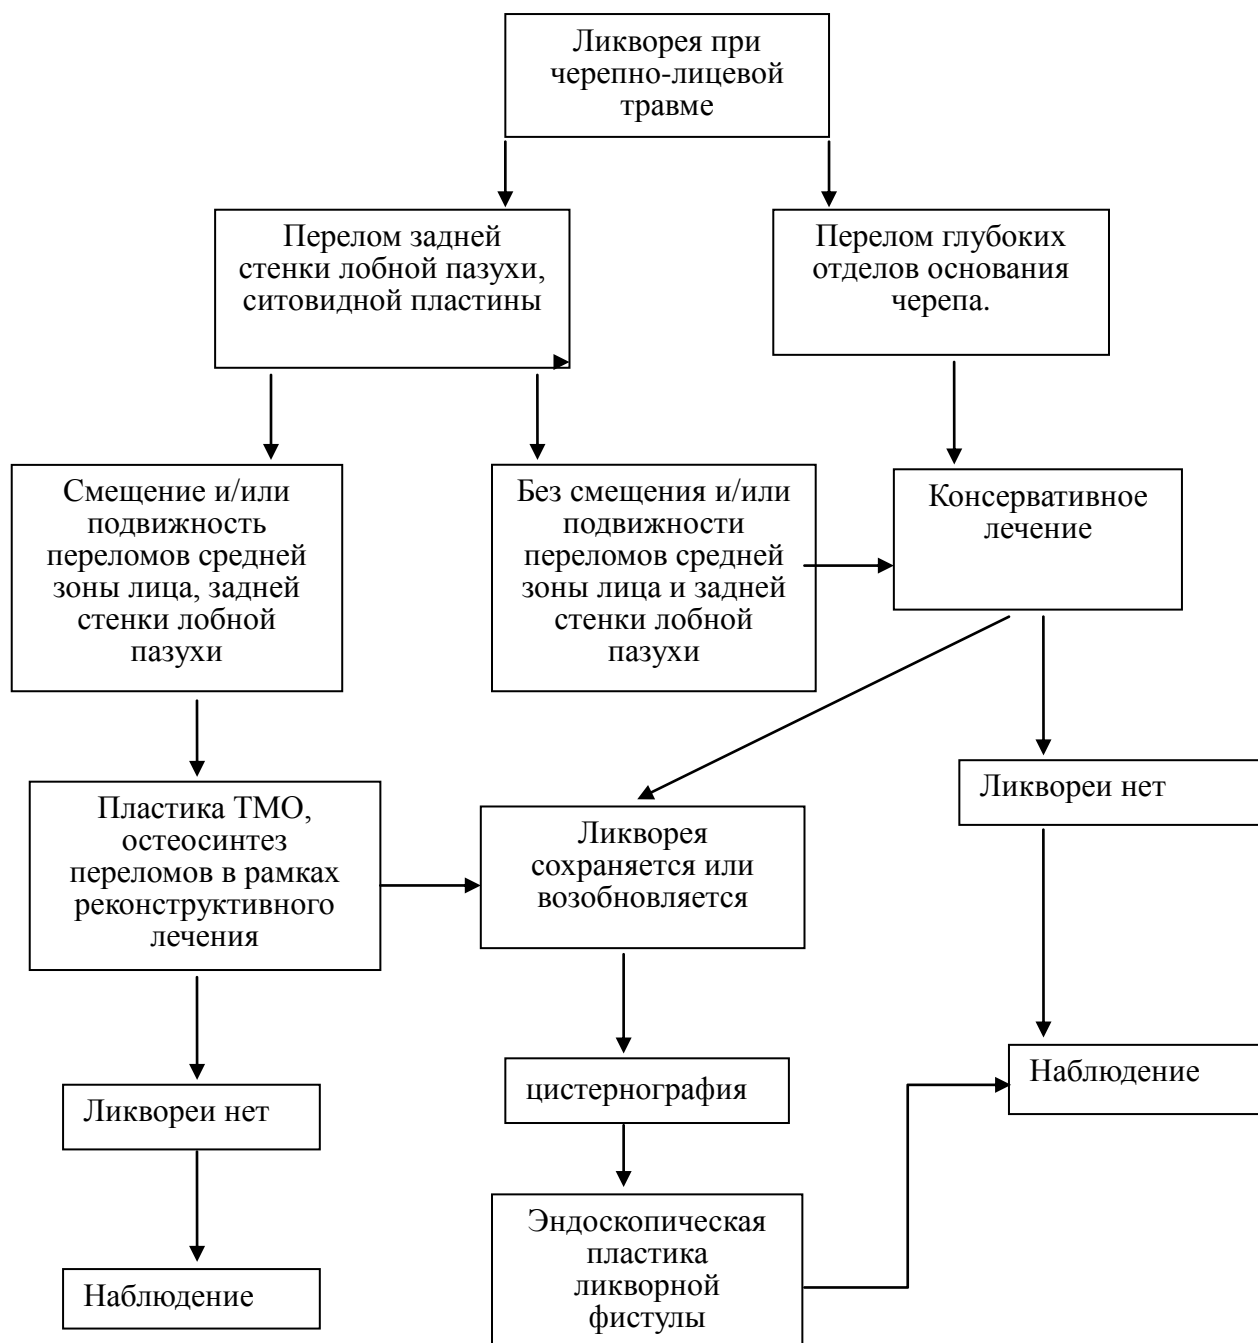 Ликворея при
черепно-лицевой
травме
Перелом задней
стенки лобной пазухи,
ситовидной пластины
Перелом глубоких
отделов основания
черепа.
Смещение и/или
подвижность
переломов средней
зоны лица, задней
стенки лобной
пазухи
Без смещения и/или
подвижности
переломов средней
зоны лица и задней
стенки лобной
пазухи
Консервативное
лечение
Пластика ТМО,
остеосинтез
переломов в рамках
реконструктивного
лечения
Ликворея
сохраняется или
возобновляется
Ликвореи нет
Ликвореи нет
цистернография
Наблюдение
Наблюдение
Эндоскопическая
пластика
ликворной
фистулы